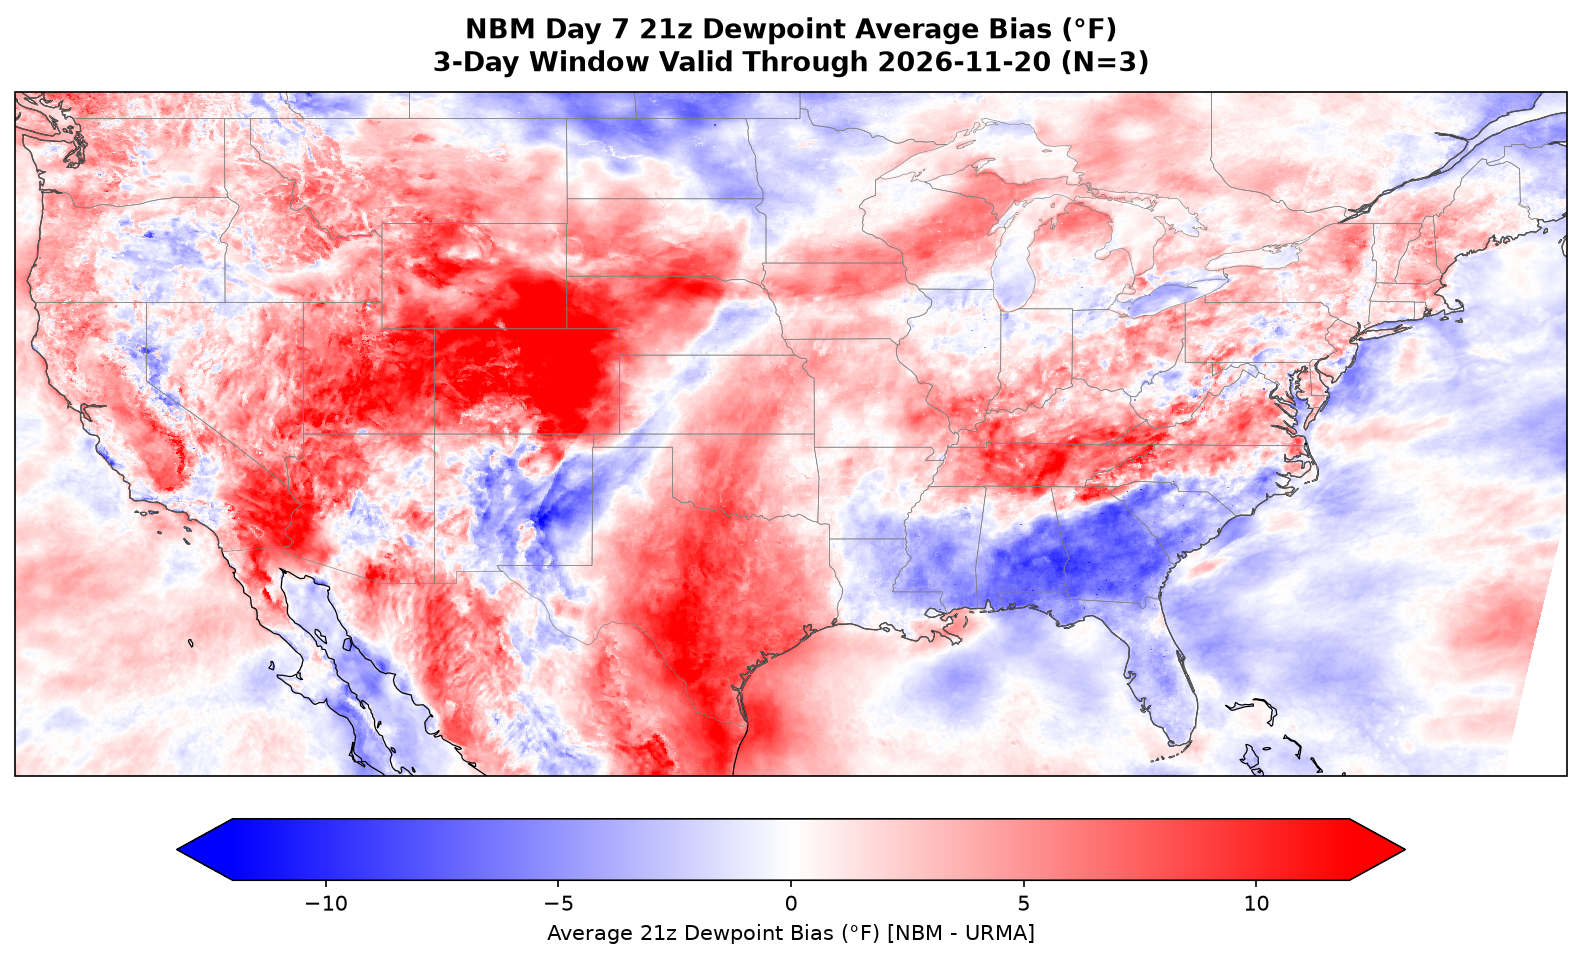 NBM Day 7 21z Dewpoint Average Bias (°F)
3-Day Window Valid Through 2026-11-20 (N=3)
−10
−5
0
5
10
Average 21z Dewpoint Bias (°F) [NBM - URMA]